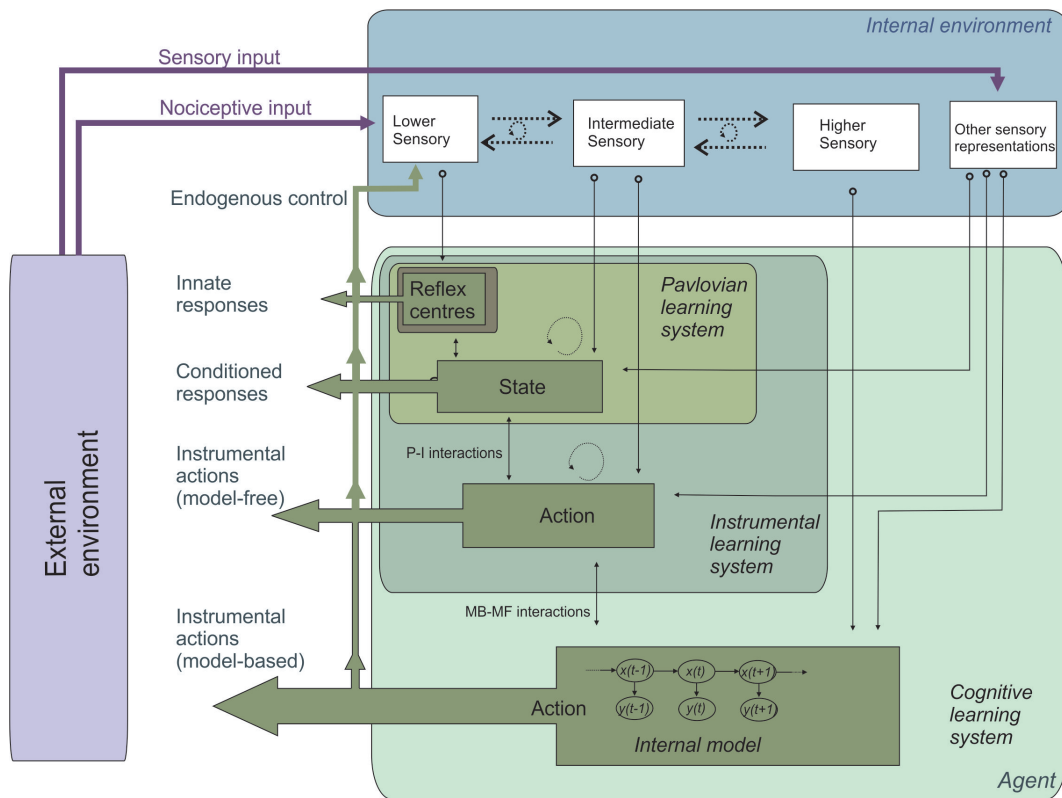 Internal environment
Sensory input
Nociceptive input
Lower
Sensory
Intermediate
Sensory
Higher
Sensory
Other sensory
representations
Endogenous control
External
environment
Innate
responses
Reflex
centres
Pavlovian
learning
system
Conditioned
responses
State
P-I interactions
Instrumental
actions
(model-free)
Action
Instrumental
learning
system
MB-MF interactions
Instrumental
actions
(model-based)
x(t-1)
x(t)
x(t+1)
y(t-1)
y(t)
y(t+1)
Action
Internal model
Cognitive
learning
system
Agent